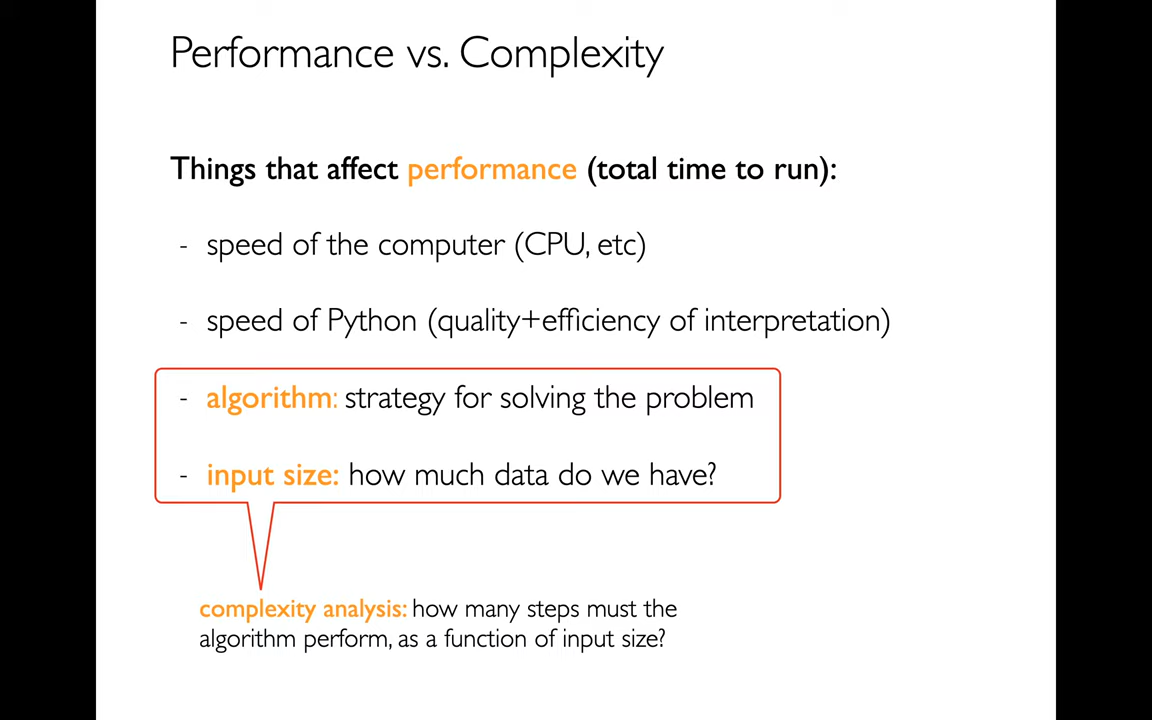 Performance vs. Complexity
Things that affect performance (total time to run):
- speed of the computer (CPU, etc)
- speed of Python (quality+efficiency of interpretation)
- algorithm: strategy for solving the problem
- input size: how much data do we have?
complexity analysis: how many steps must the
algorithm perform, as a function of input size?